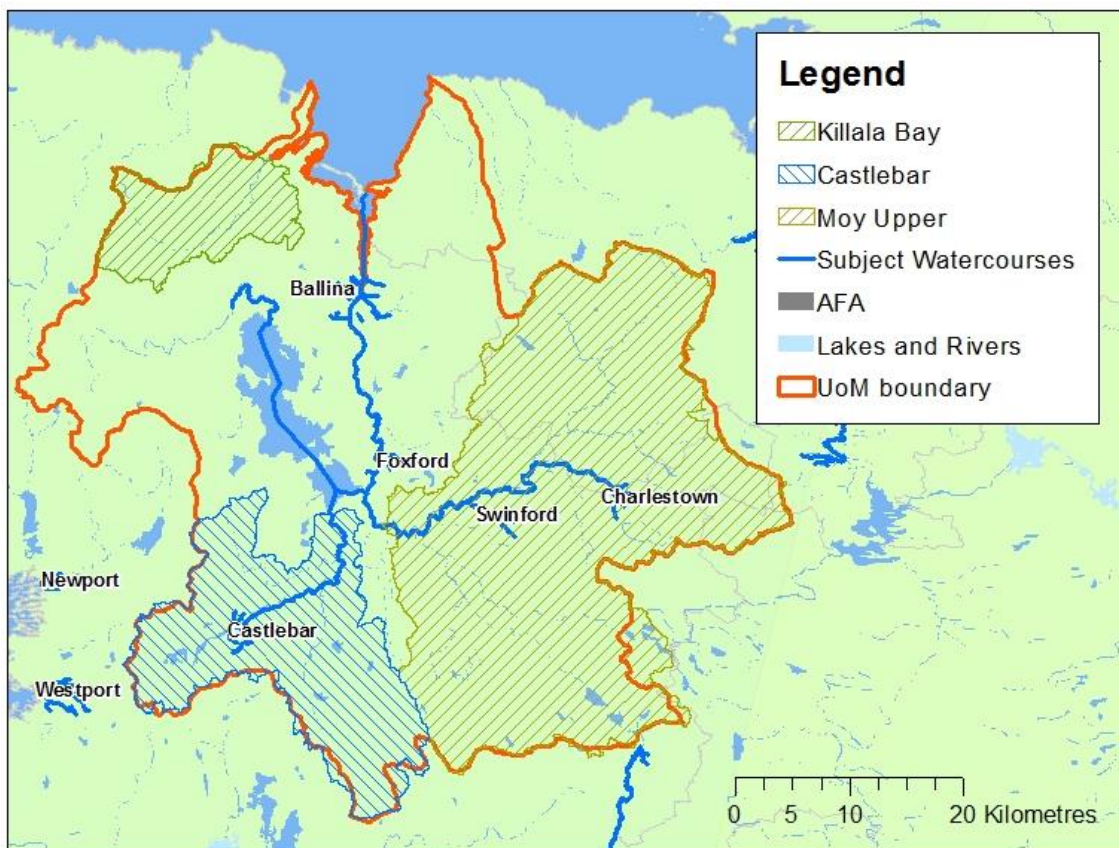 Legend
Killala Bay
Castlebar
Moy Upper
Subject Watercourses
AFA
Lakes and Rivers
UoM boundary
Ballina
Foxford
Swinford
Charlestown
Newport
Castlebar
Westport
0 5 10 20 Kilometres